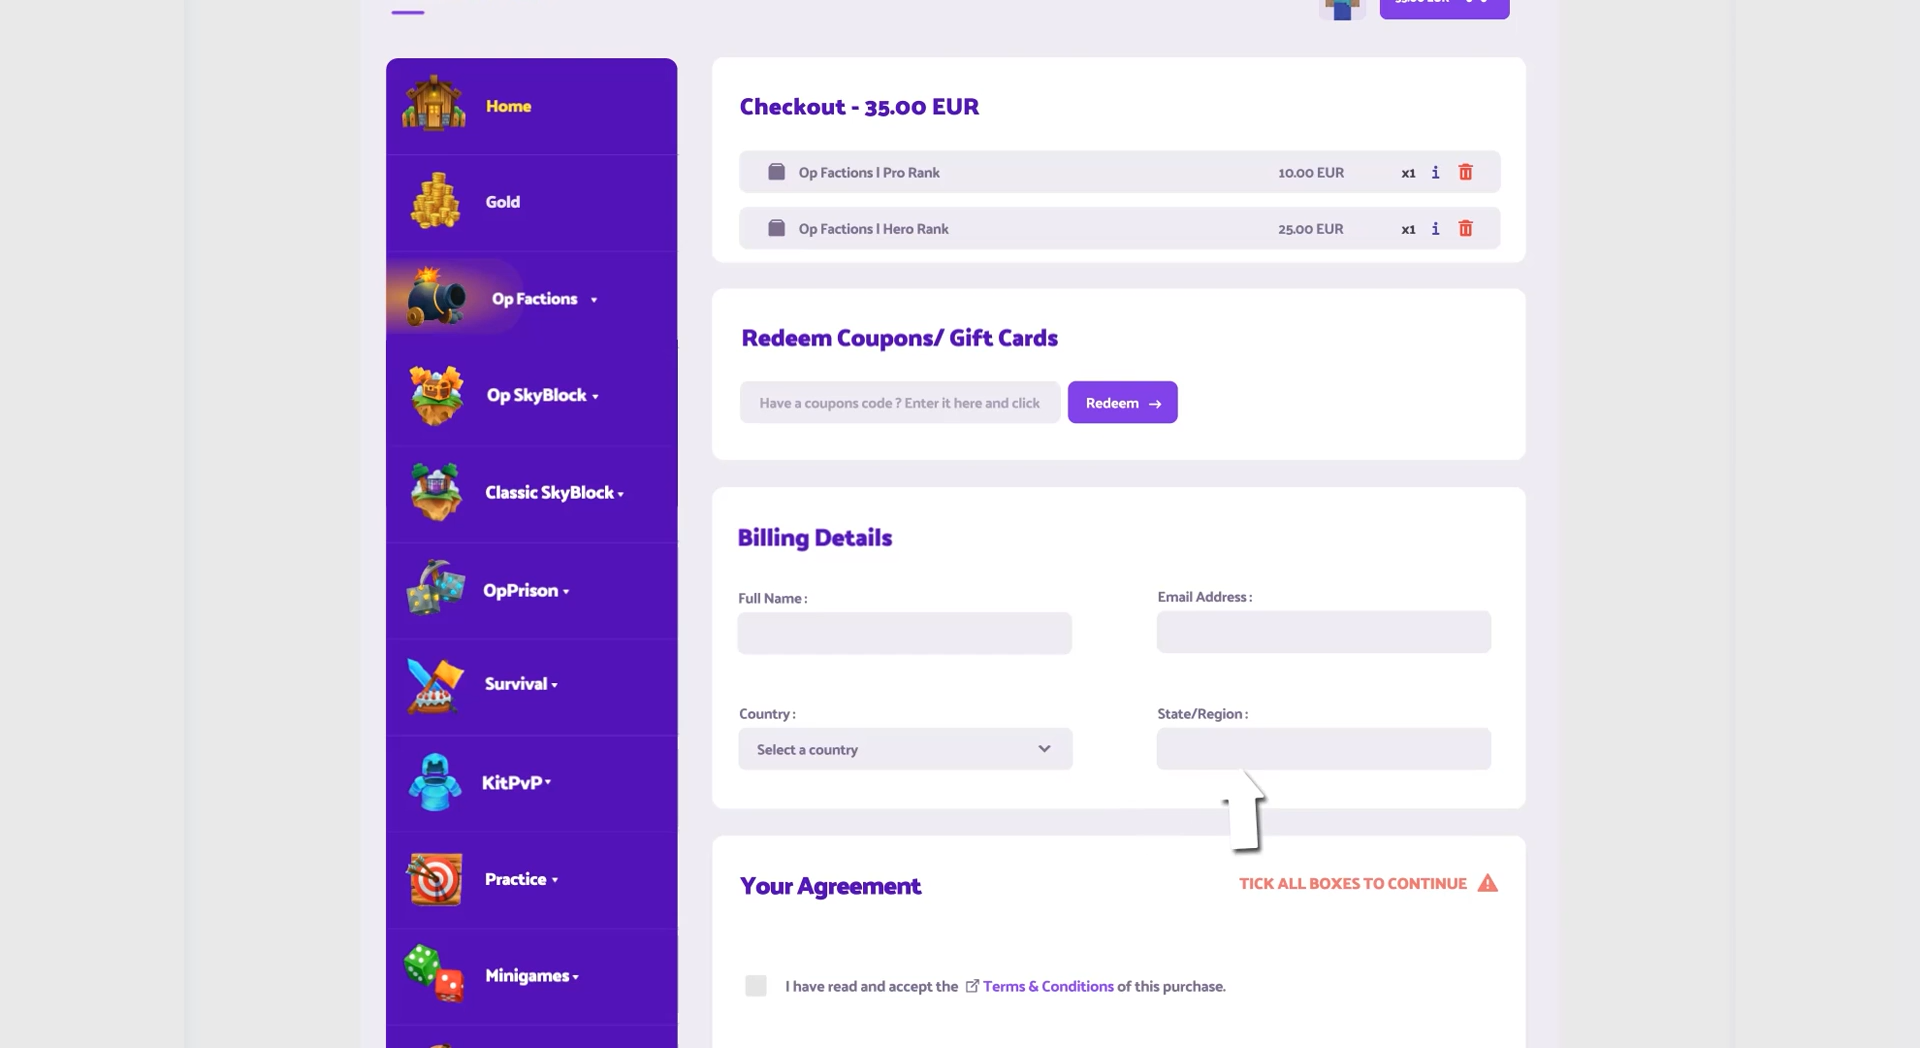 Home
Gold
Op Factions
Op SkyBlock
Classic SkyBlock
OpPrison
Survival
KitPvP
Practice
Minigames
Checkout - 35.00 EUR
Op Factions | Pro Rank 10.00 EUR x1 i
Op Factions | Hero Rank 25.00 EUR x1 i
Redeem Coupons/ Gift Cards
Have a coupons code ? Enter it here and click
Redeem →
Billing Details
Full Name :
Email Address :
Country :
State/Region :
Select a country
Your Agreement
TICK ALL BOXES TO CONTINUE
I have read and accept the Terms & Conditions of this purchase.